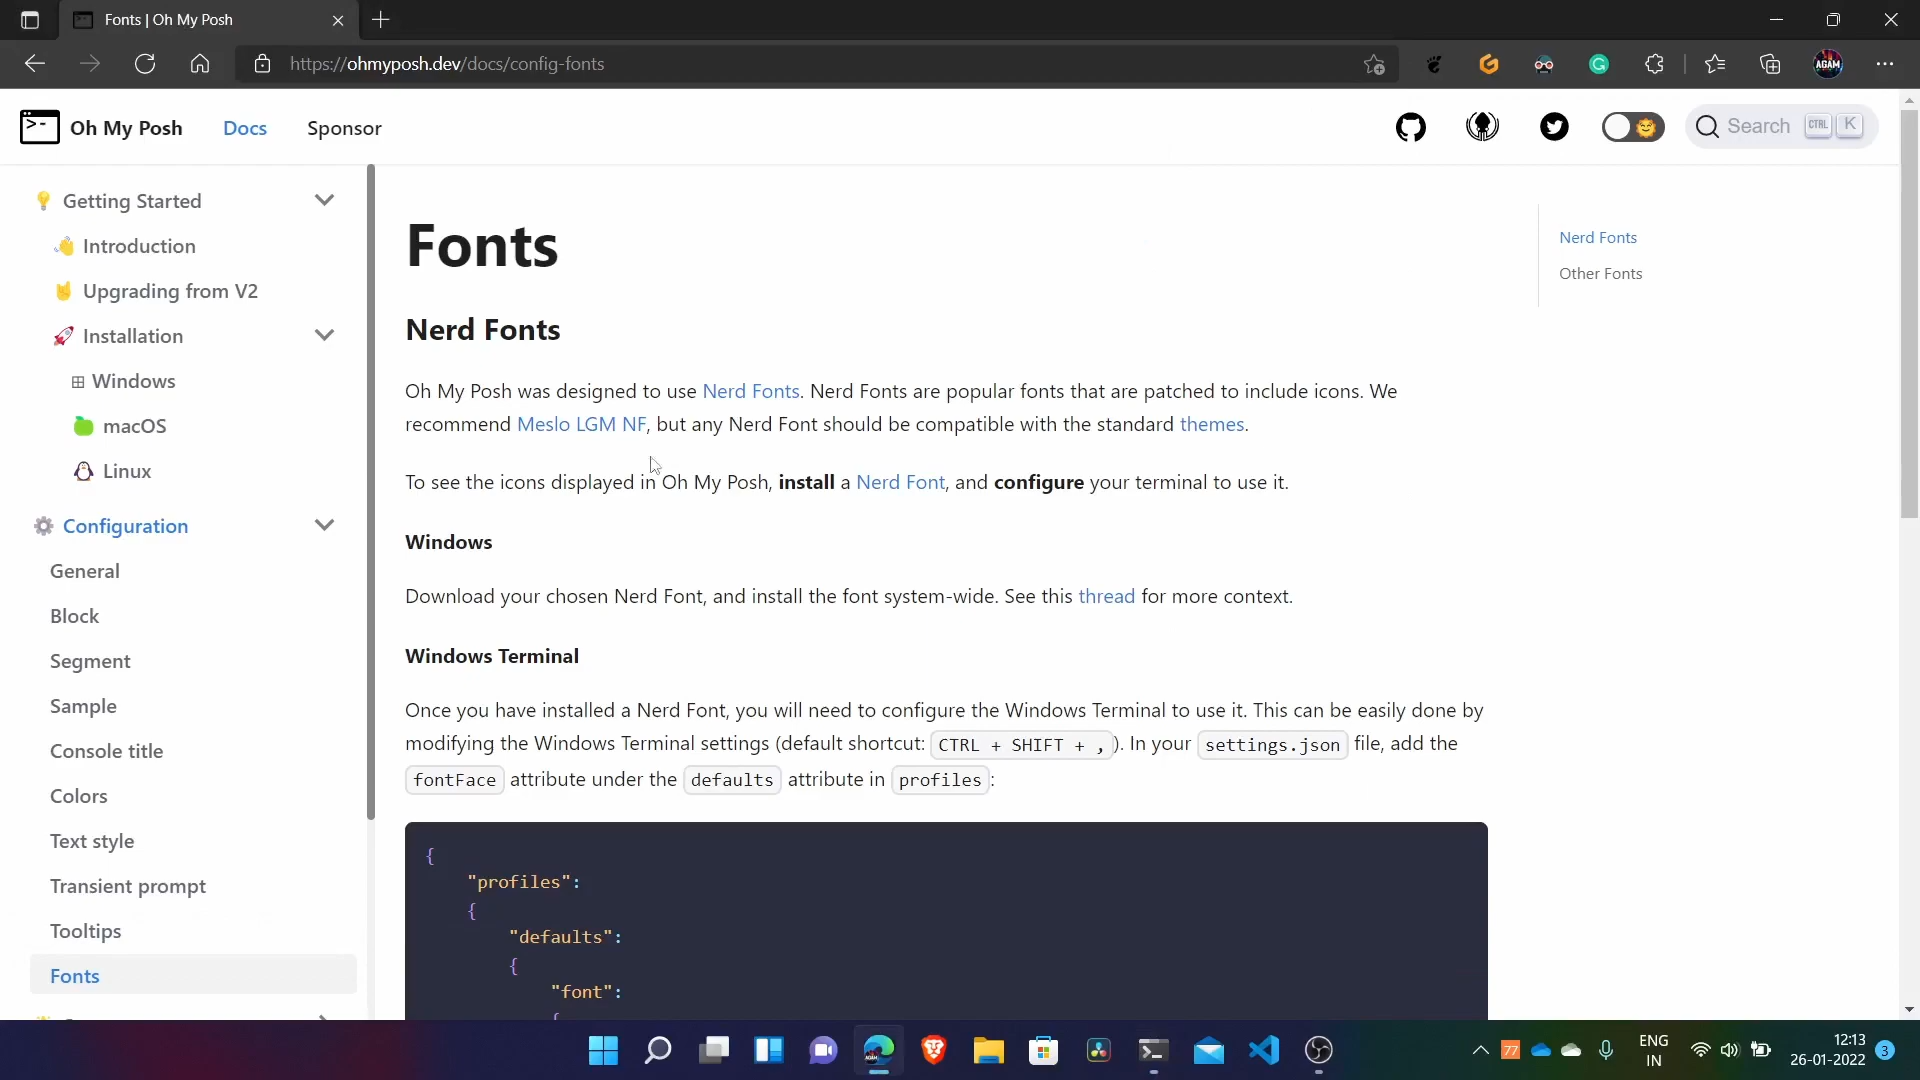 Fonts | Oh My Posh
https://ohmyposh.dev/docs/config-fonts
AGAM
Oh My Posh
Docs
Sponsor
Search
CTRL
K
Getting Started
Introduction
Upgrading from V2
Installation
Windows
macOS
Linux
Configuration
General
Block
Segment
Sample
Console title
Colors
Text style
Transient prompt
Tooltips
Fonts
Fonts
Nerd Fonts
Oh My Posh was designed to use Nerd Fonts. Nerd Fonts are popular fonts that are patched to include icons. We
recommend Meslo LGM NF, but any Nerd Font should be compatible with the standard themes.
To see the icons displayed in Oh My Posh, install a Nerd Font, and configure your terminal to use it.
Windows
Download your chosen Nerd Font, and install the font system-wide. See this thread for more context.
Windows Terminal
Once you have installed a Nerd Font, you will need to configure the Windows Terminal to use it. This can be easily done by
modifying the Windows Terminal settings (default shortcut: CTRL + SHIFT + , ). In your settings.json file, add the
fontFace attribute under the defaults attribute in profiles :
{
"profiles":
{
"defaults":
{
"font":
{
Nerd Fonts
Other Fonts
77
ENG
IN
12:13
26-01-2022
3